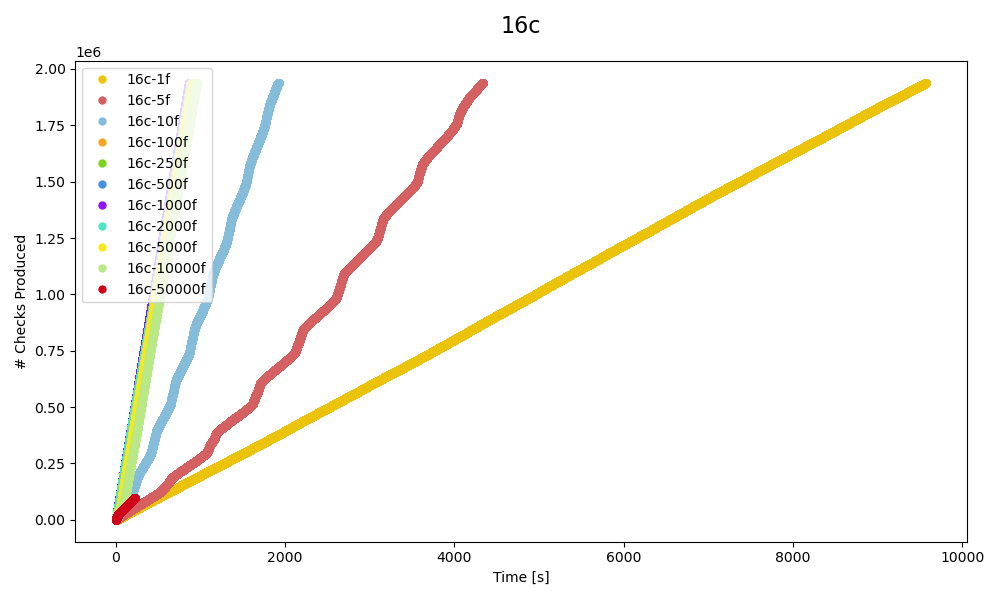 16c
1e6
2.00
1.75
1.50
1.25
1.00
0.75
0.50
0.25
0.00
# Checks Produced
16c-1f
16c-5f
16c-10f
16c-100f
16c-250f
16c-500f
16c-1000f
16c-2000f
16c-5000f
16c-10000f
16c-50000f
0 2000 4000 6000 8000 10000
Time [s]